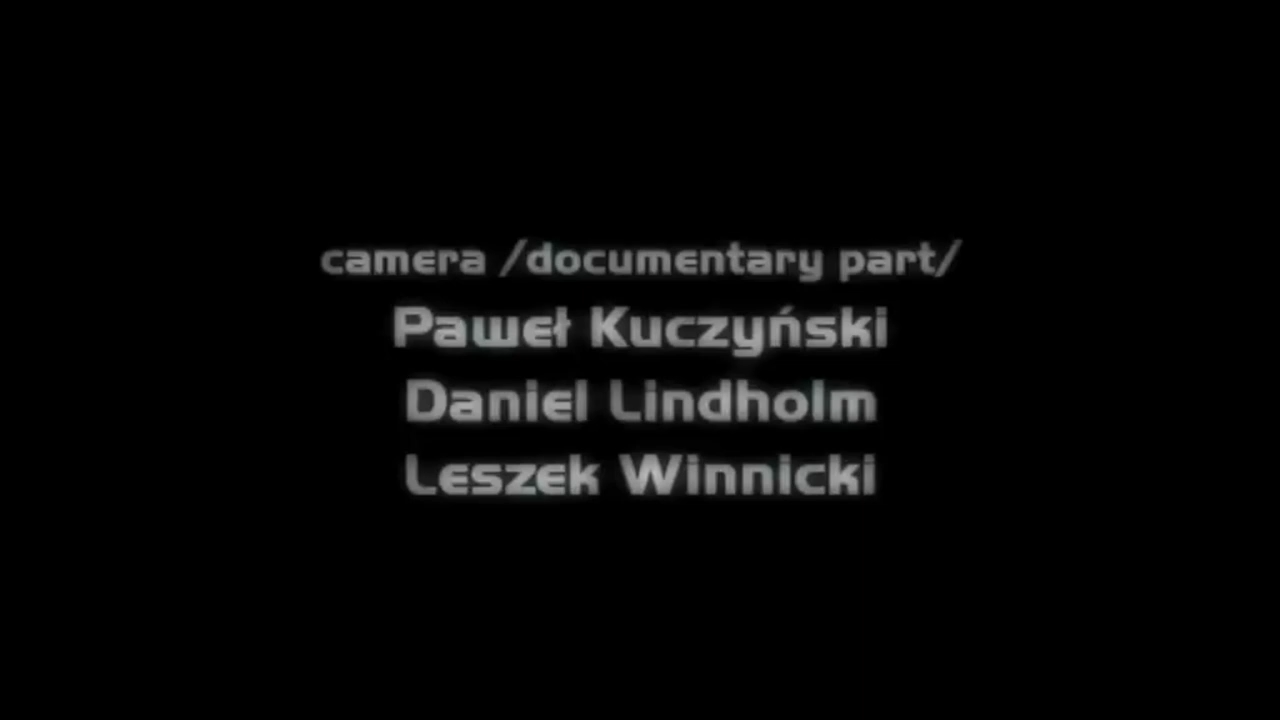 camera /documentary part/
Paweł Kuczyński
Daniel Lindholm
Leszek Winnicki